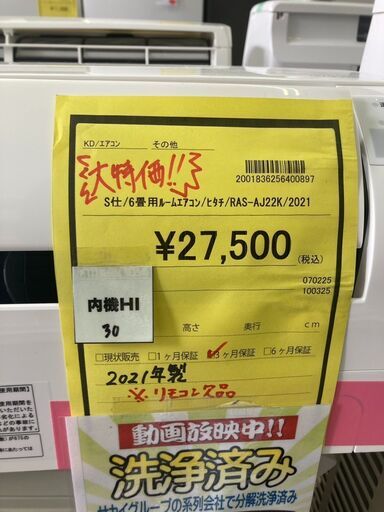 KD/エアコン その他
大特価!!
2001836256400897
S仕/6畳用ルームエアコン/ヒタチ/RAS-AJ22K/2021
¥27,500
(税込)
070225
100325
内機HI
30
高さ 奥行 cm
□現状販売 □1ヶ月保証 ☑3ヶ月保証 □6ヶ月保証
2021年製
※リモコン欠品
動画放映中!!
洗浄済み
サカイグループの系列会社で分解洗浄済み